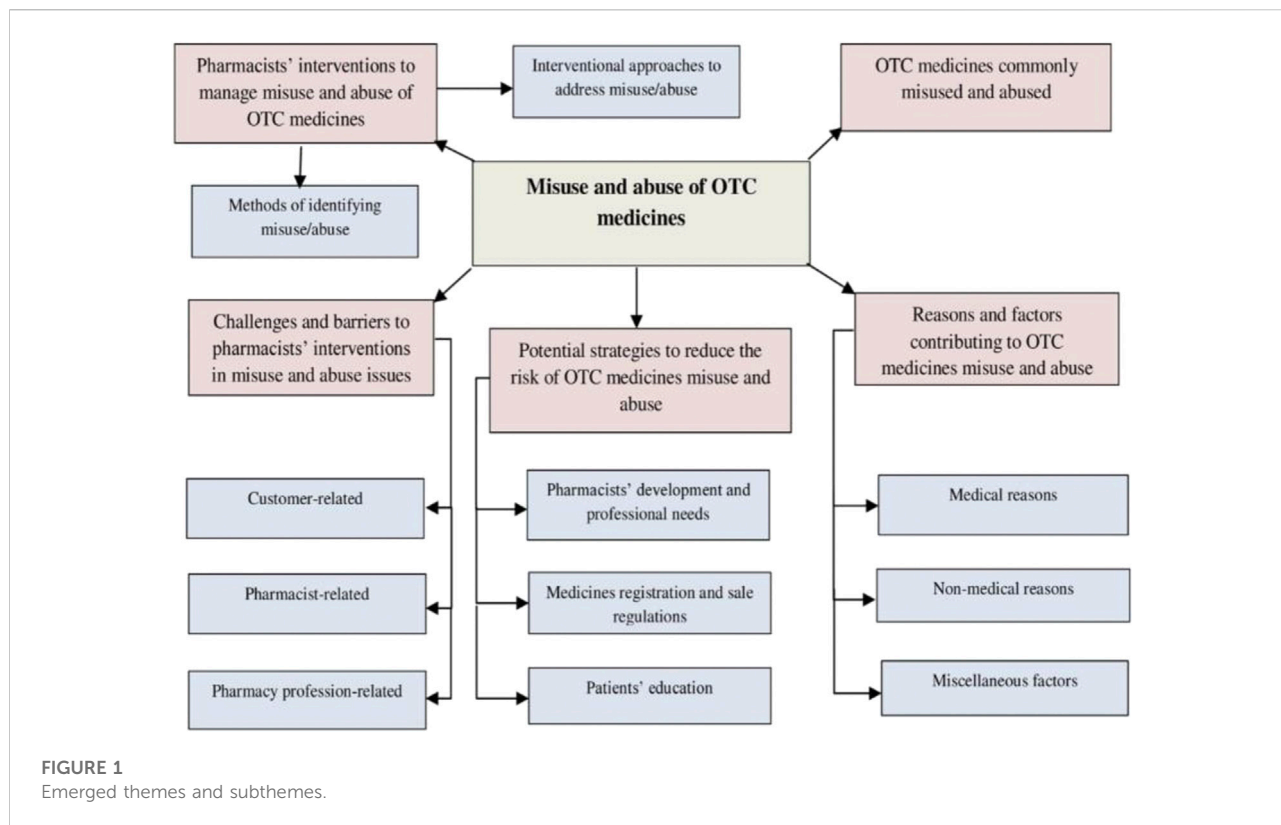 Pharmacists’ interventions to
manage misuse and abuse of
OTC medicines
Interventional approaches to
address misuse/abuse
OTC medicines commonly
misused and abused
Methods of identifying
misuse/abuse
Misuse and abuse of OTC
medicines
Challenges and barriers to
pharmacists’ interventions
in misuse and abuse issues
Potential strategies to reduce the
risk of OTC medicines misuse and
abuse
Reasons and factors
contributing to OTC
medicines misuse and abuse
Customer-related
Pharmacist-related
Pharmacy profession-related
Pharmacists’ development and
professional needs
Medicines registration and sale
regulations
Patients’ education
Medical reasons
Non-medical reasons
Miscellaneous factors
FIGURE 1
Emerged themes and subthemes.